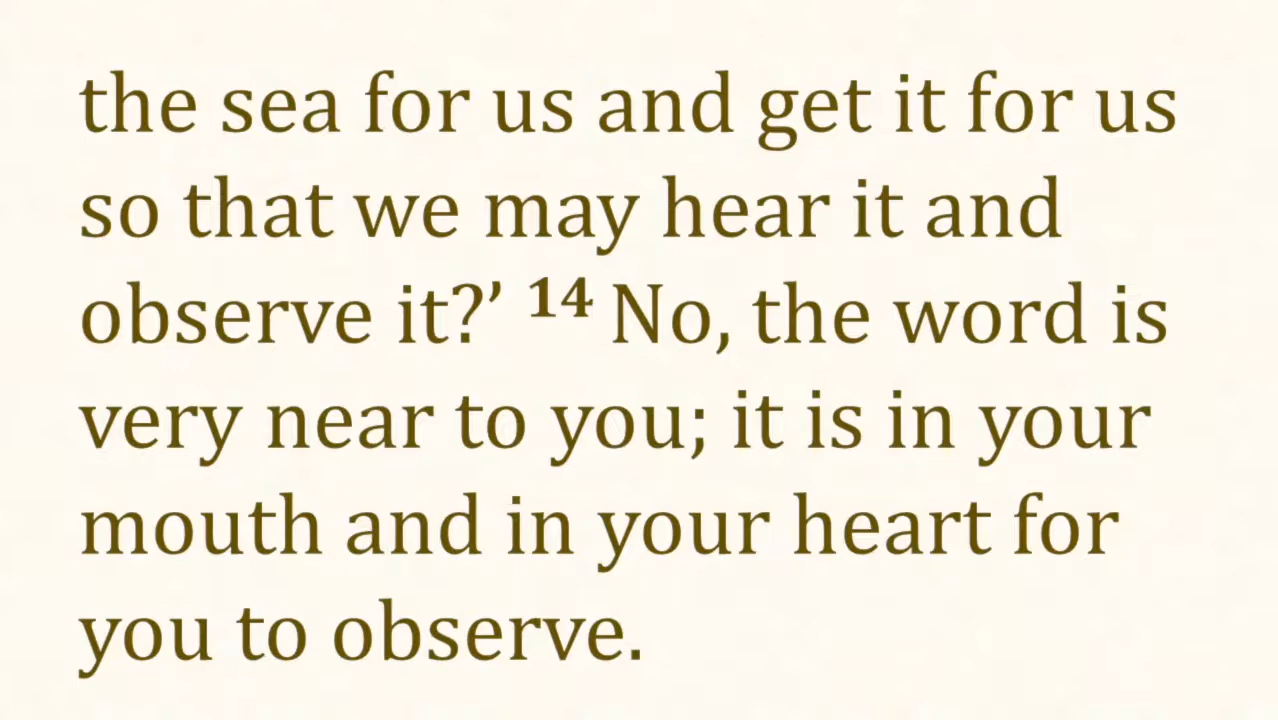 the sea for us and get it for us
so that we may hear it and
observe it?’ 14 No, the word is
very near to you; it is in your
mouth and in your heart for
you to observe.